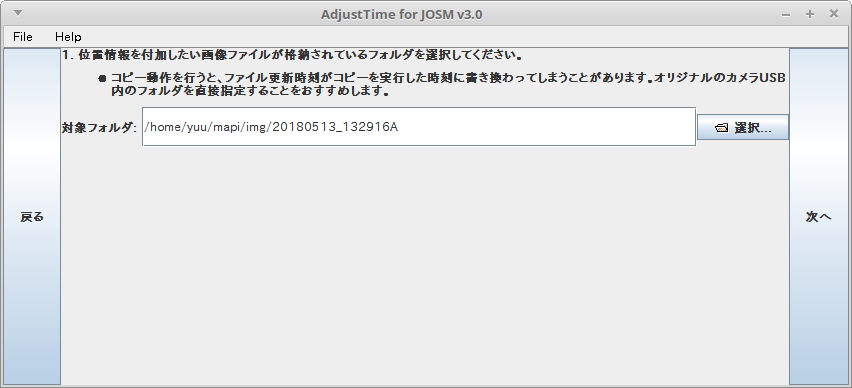 AdjustTime for JOSM v3.0
File Help
1. 位置情報を付加したい画像ファイルが格納されているフォルダを選択してください。
● コピー動作を行うと、ファイル更新時刻がコピーを実行した時刻に書き換わってしまうことがあります。オリジナルのカメラUSB
内のフォルダを直接指定することをおすすめします。
対象フォルダ: /home/yuu/mapi/img/20180513_132916A 選択...
戻る
次へ